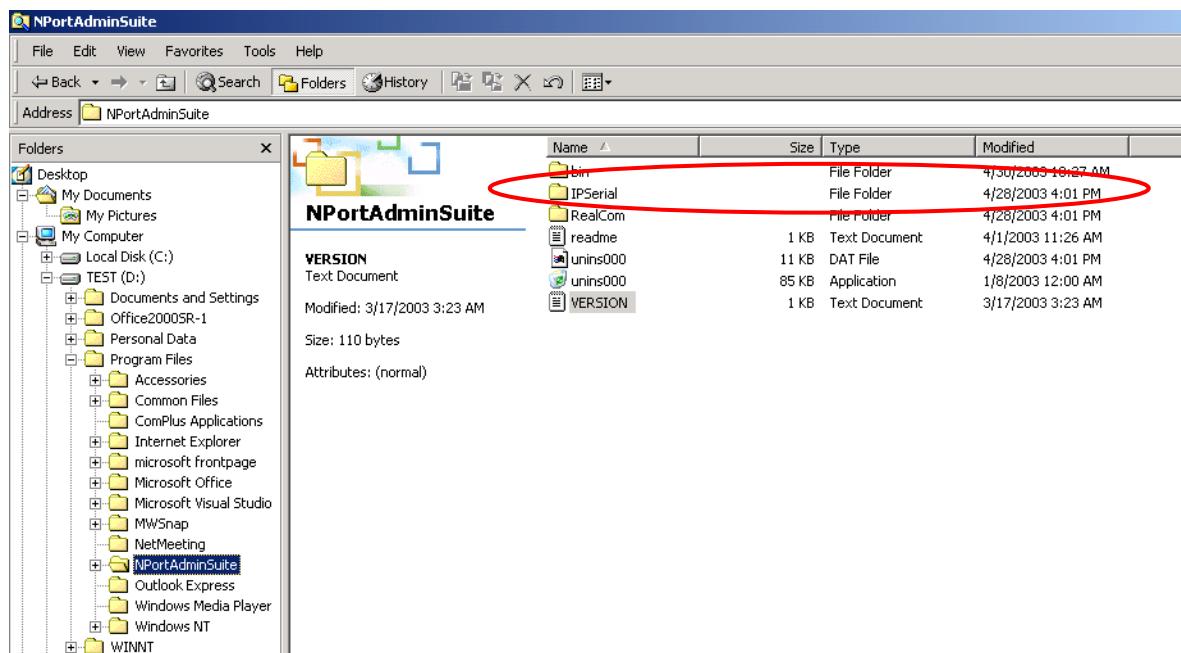 NPortAdminSuite
File Edit View Favorites Tools Help
Back Search Folders History
Address NPortAdminSuite
Folders x
Desktop
My Documents
My Pictures
My Computer
Local Disk (C:)
TEST (D:)
Documents and Settings
Office2000SR-1
Personal Data
Program Files
Accessories
Common Files
ComPlus Applications
Internet Explorer
microsoft frontpage
Microsoft Office
Microsoft Visual Studio
MWSnap
NetMeeting
NPortAdminSuite
Outlook Express
Windows Media Player
Windows NT
WINNT
NPortAdminSuite
VERSION
Text Document
Modified: 3/17/2003 3:23 AM
Size: 110 bytes
Attributes: (normal)
Name Size Type Modified
bin File Folder 4/30/2003 10:27 AM
IPSerial File Folder 4/28/2003 4:01 PM
RealCom File Folder 4/28/2003 4:01 PM
readme 1 KB Text Document 4/1/2003 11:26 AM
unins000 11 KB DAT File 4/28/2003 4:01 PM
unins000 85 KB Application 1/8/2003 12:00 AM
VERSION 1 KB Text Document 3/17/2003 3:23 AM